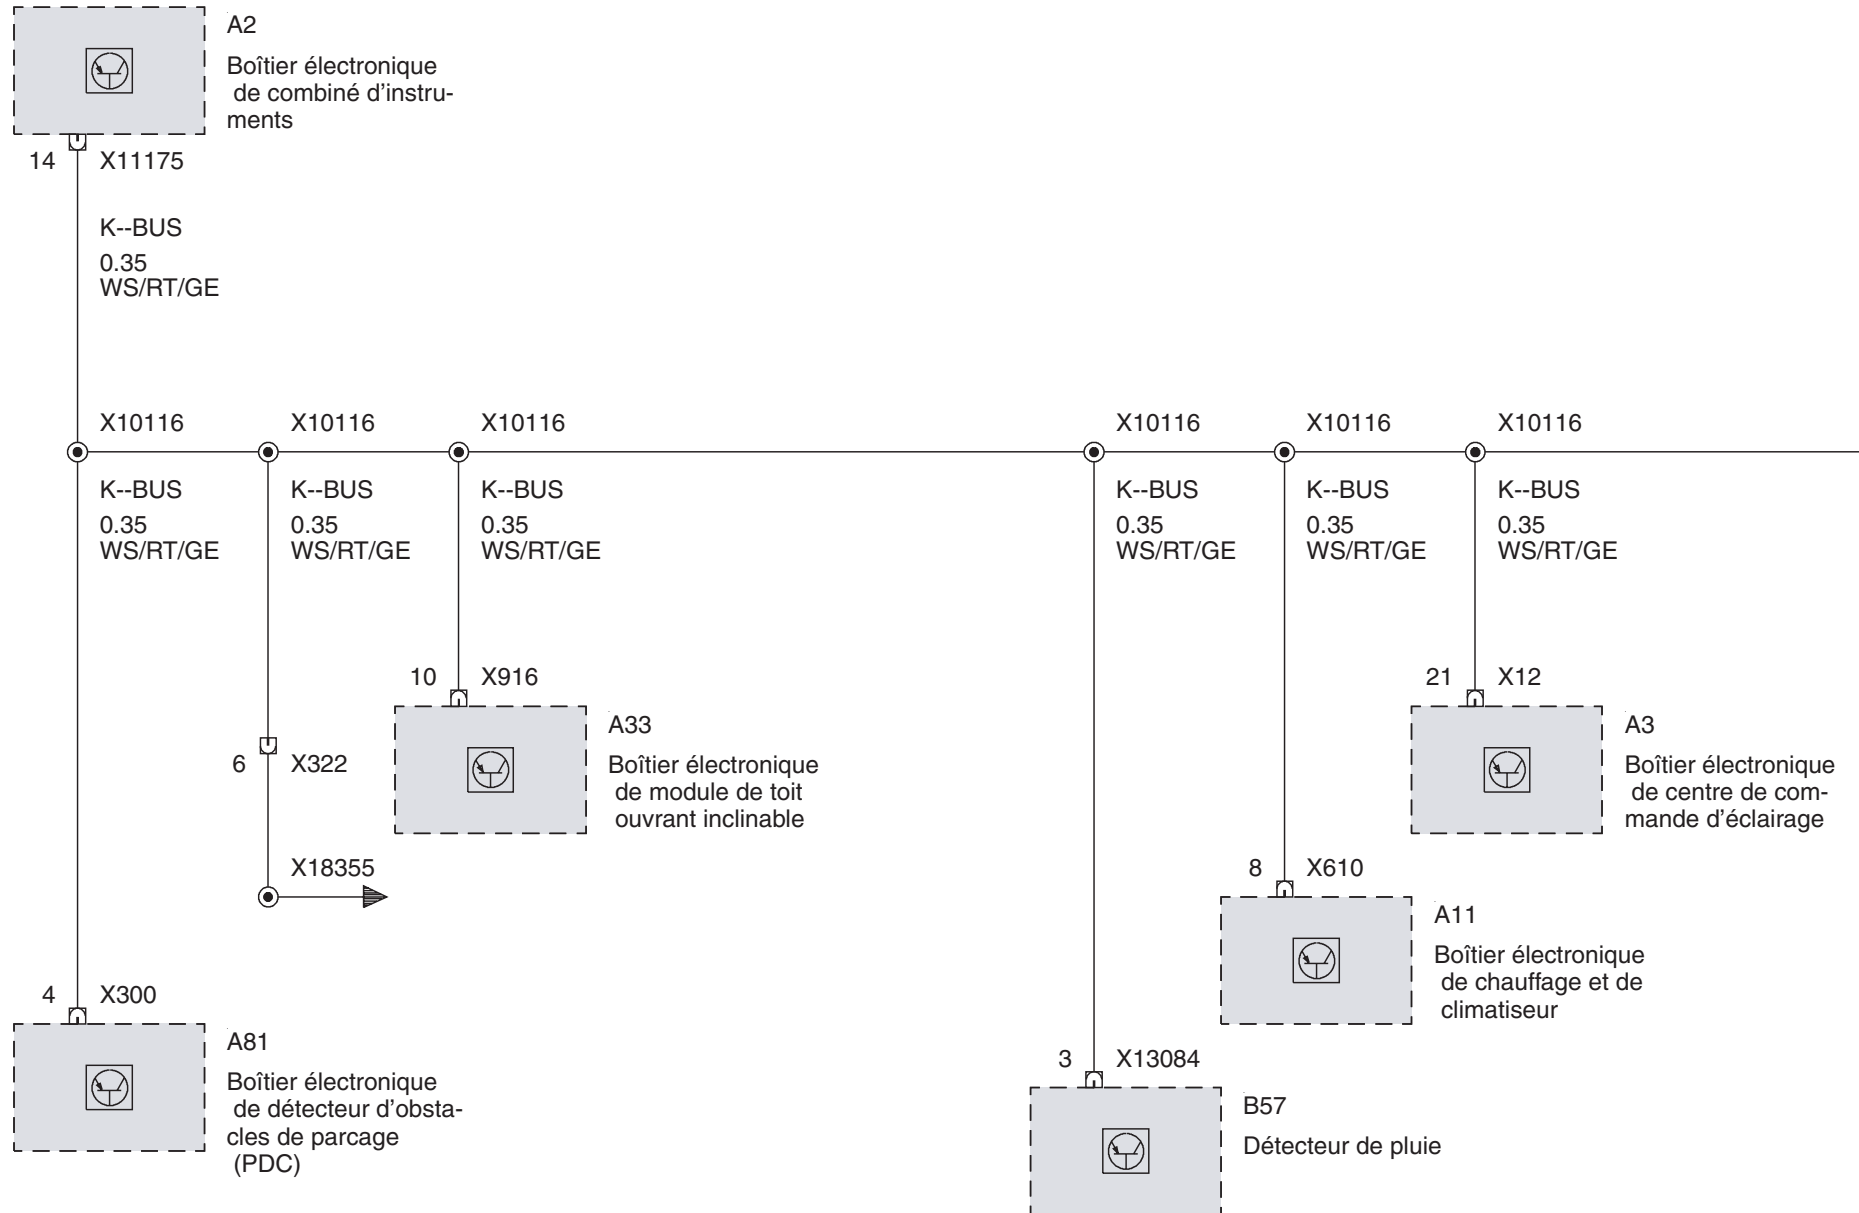 A2
Boîtier électronique
de combiné d'instru-
ments
14 X11175
K--BUS
0.35
WS/RT/GE
X10116 X10116 X10116 X10116 X10116 X10116
K--BUS K--BUS K--BUS K--BUS K--BUS K--BUS
0.35 0.35 0.35 0.35 0.35 0.35
WS/RT/GE WS/RT/GE WS/RT/GE WS/RT/GE WS/RT/GE WS/RT/GE
10 X916
A33
Boîtier électronique
de module de toit
ouvrant inclinable
21 X12
A3
Boîtier électronique
de centre de com-
mande d'éclairage
6 X322
X18355
8 X610
A11
Boîtier électronique
de chauffage et de
climatiseur
4 X300
A81
Boîtier électronique
de détecteur d'obsta-
cles de parcage
(PDC)
3 X13084
B57
Détecteur de pluie